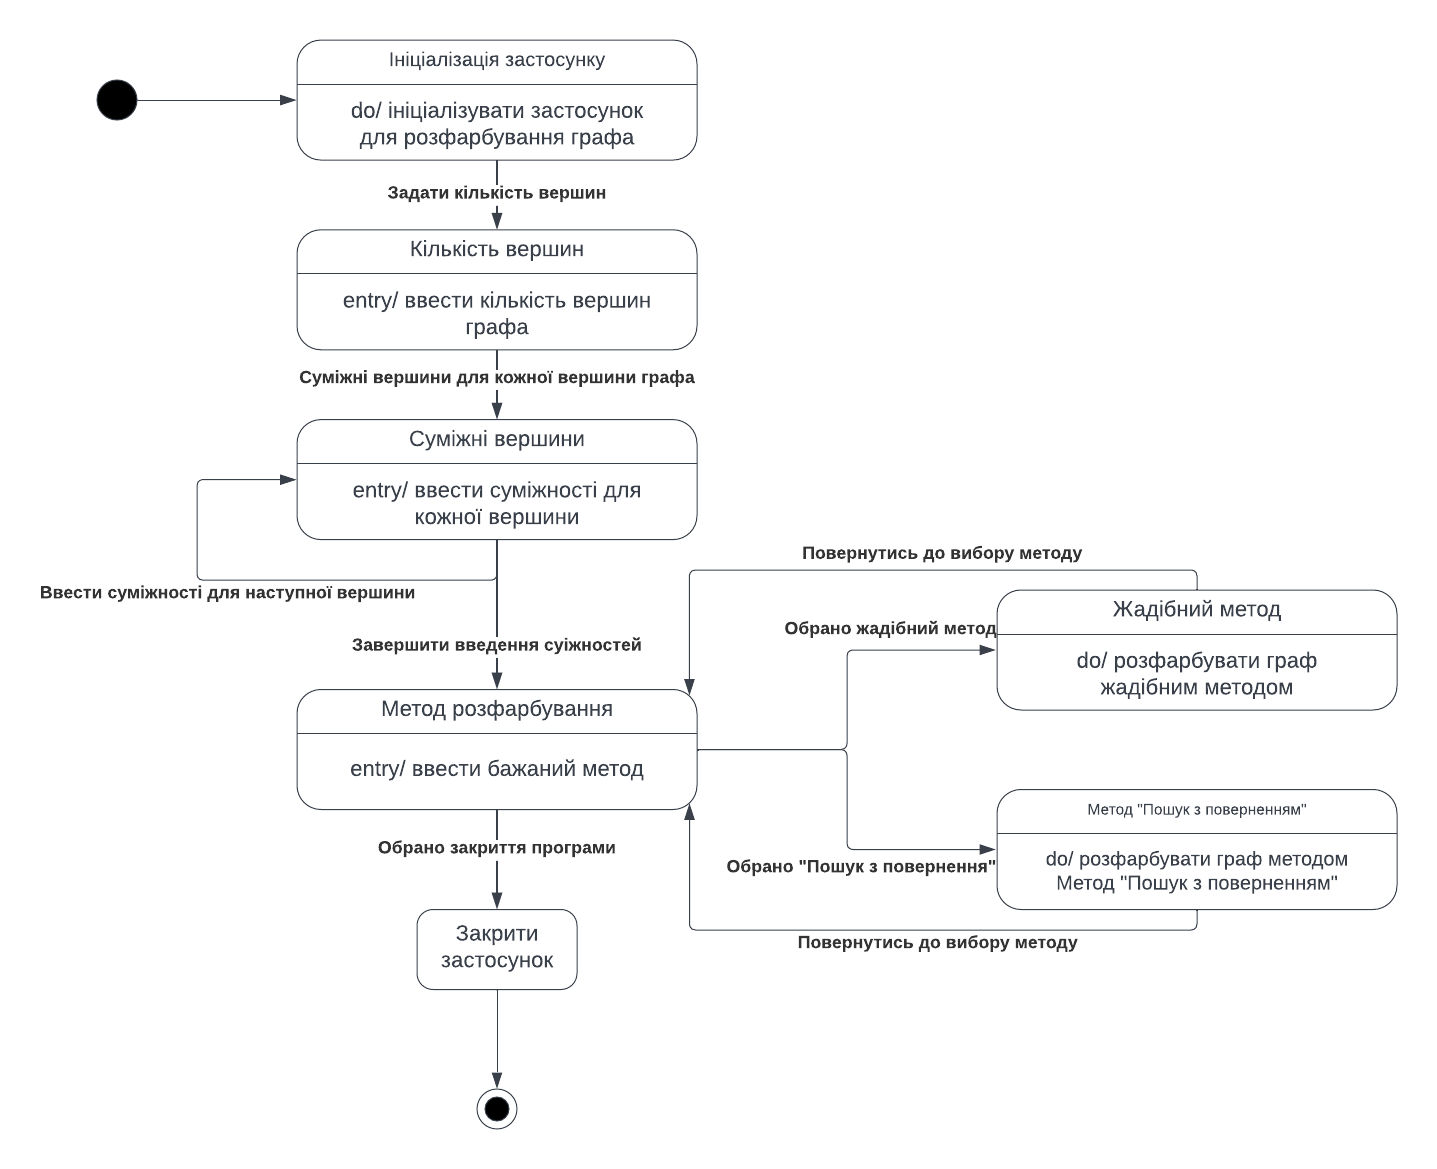 Ініціалізація застосунку
do/ ініціалізувати застосунок
для розфарбування графа
Задати кількість вершин
Кількість вершин
entry/ ввести кількість вершин
графа
Суміжні вершини для кожної вершини графа
Суміжні вершини
entry/ ввести суміжності для
кожної вершини
Ввести суміжності для наступної вершини
Завершити введення суіжностей
Повернутись до вибору методу
Обрано жадібний метод
Жадібний метод
do/ розфарбувати граф
жадібним методом
Метод розфарбування
entry/ ввести бажаний метод
Обрано "Пошук з повернення"
Метод "Пошук з поверненням"
do/ розфарбувати граф методом
Метод "Пошук з поверненням"
Повернутись до вибору методу
Обрано закриття програми
Закрити
застосунок